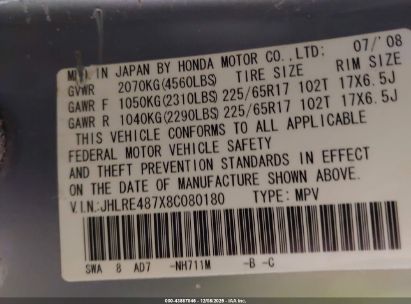 MFD. IN JAPAN BY HONDA MOTOR CO.,LTD: 07/'08
GVWR 2070KG(4560LBS) TIRE SIZE RIM SIZE
GAWR F 1050KG(2310LBS) 225/65R17 102T 17X6.5J
GAWR R 1040KG(2290LBS) 225/65R17 102T 17X6.5J
THIS VEHICLE CONFORMS TO ALL APPLICABLE
FEDERAL MOTOR VEHICLE SAFETY
AND THEFT PREVENTION STANDARDS IN EFFECT
ON THE DATE OF MANUFACTURE SHOWN ABOVE.
V.I.N.:JHLRE487X8C080180 TYPE: MPV
SWA 8 AD7 -NH711M -B -C